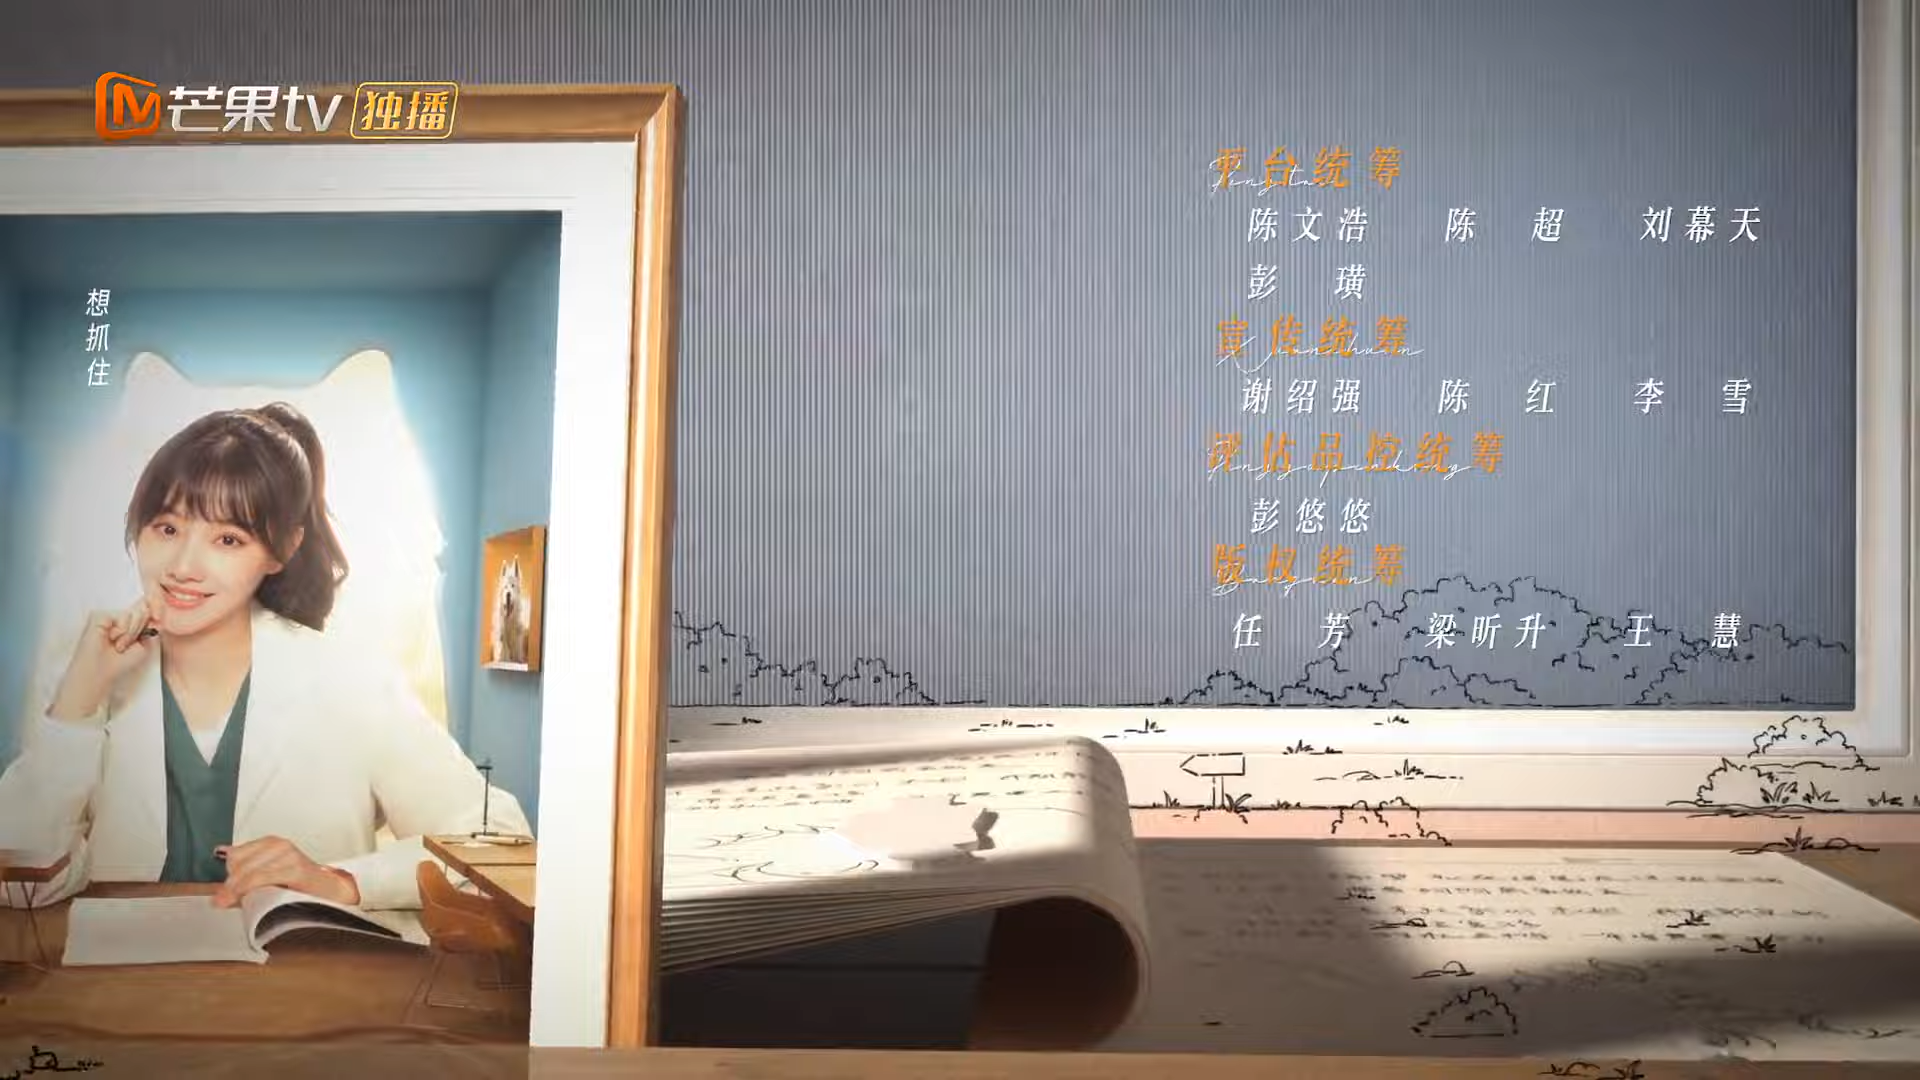 芒果tv 独播
想抓住
平台统筹
陈文浩 陈超 刘幕天
彭璜
宣传统筹
谢绍强 陈红 李雪
评估品控统筹
彭悠悠
版权统筹
任芳 梁昕升 王慧